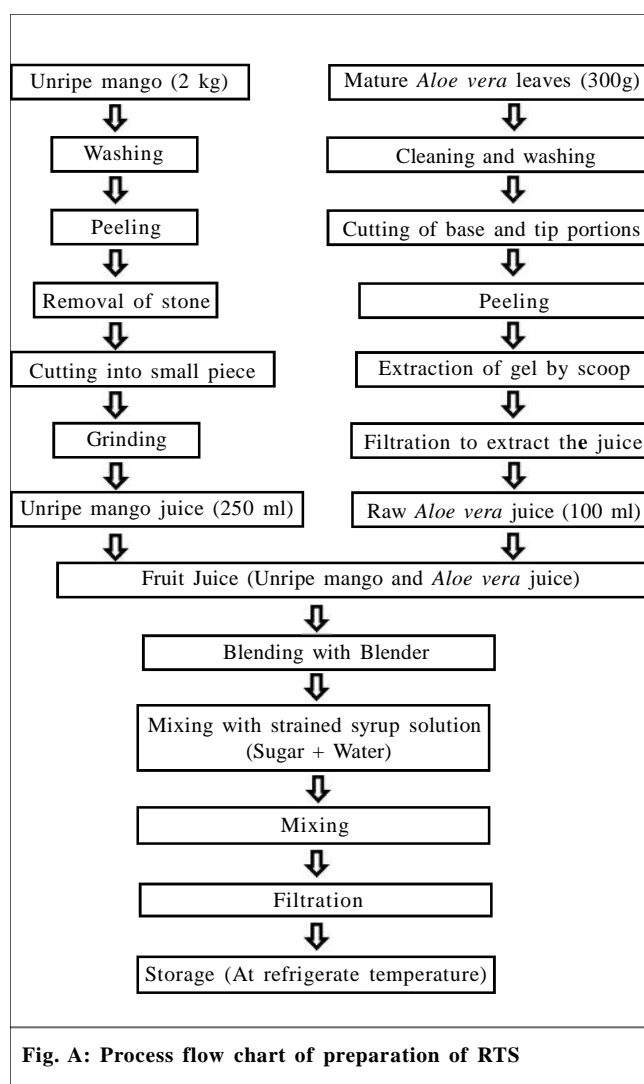 Unripe mango (2 kg)
Washing
Peeling
Removal of stone
Cutting into small piece
Grinding
Unripe mango juice (250 ml)
Mature Aloe vera leaves (300g)
Cleaning and washing
Cutting of base and tip portions
Peeling
Extraction of gel by scoop
Filtration to extract the juice
Raw Aloe vera juice (100 ml)
Fruit Juice (Unripe mango and Aloe vera juice)
Blending with Blender
Mixing with strained syrup solution
(Sugar + Water)
Mixing
Filtration
Storage (At refrigerate temperature)
Fig. A: Process flow chart of preparation of RTS